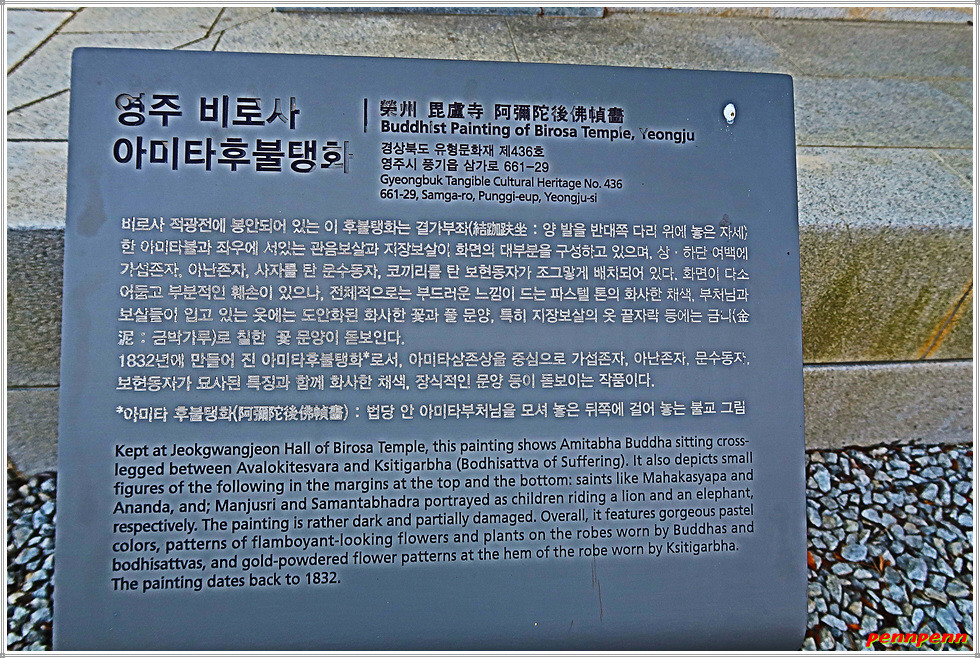 영주 비로사
아미타후불탱화
榮州 毘盧寺 阿彌陀後佛幀畵
Buddhist Painting of Birosa Temple, Yeongju
경상북도 유형문화재 제436호
영주시 풍기읍 삼가로 661-29
Gyeongbuk Tangible Cultural Heritage No. 436
661-29, Samga-ro, Punggi-eup, Yeongju-si
비로사 적광전에 봉안되어 있는 이 후불탱화는 결가부좌(結跏趺坐 : 양 발을 반대쪽 다리 위에 놓은 자세)
한 아미타불과 좌우에 서있는 관음보살과 지장보살이 화면의 대부분을 구성하고 있으며, 상 · 하단 여백에
가섭존자, 아난존자, 사자를 탄 문수동자, 코끼리를 탄 보현동자가 조그맣게 배치되어 있다. 화면이 다소
어둡고 부분적인 훼손이 있으나, 전체적으로는 부드러운 느낌이 드는 파스텔 톤의 화사한 채색, 부처님과
보살들이 입고 있는 옷에는 도안화된 화사한 꽃과 풀 문양, 특히 지장보살의 옷 끝자락 등에는 금니(金
泥 : 금박가루)로 칠한 꽃 문양이 돋보인다.
1832년에 만들어 진 아미타후불탱화*로서, 아미타삼존상을 중심으로 가섭존자, 아난존자, 문수동자,
보현동자가 묘사된 특징과 함께 화사한 채색, 장식적인 문양 등이 돋보이는 작품이다.
*아미타 후불탱화(阿彌陀後佛幀畵) : 법당 안 아미타부처님을 모셔 놓은 뒤쪽에 걸어 놓는 불교 그림
Kept at Jeokgwangjeon Hall of Birosa Temple, this painting shows Amitabha Buddha sitting cross-
legged between Avalokitesvara and Ksitigarbha (Bodhisattva of Suffering). It also depicts small
figures of the following in the margins at the top and the bottom: saints like Mahakasyapa and
Ananda, and; Manjusri and Samantabhadra portrayed as children riding a lion and an elephant,
respectively. The painting is rather dark and partially damaged. Overall, it features gorgeous pastel
colors, patterns of flamboyant-looking flowers and plants on the robes worn by Buddhas and
bodhisattvas, and gold-powdered flower patterns at the hem of the robe worn by Ksitigarbha.
The painting dates back to 1832.
pennpenn